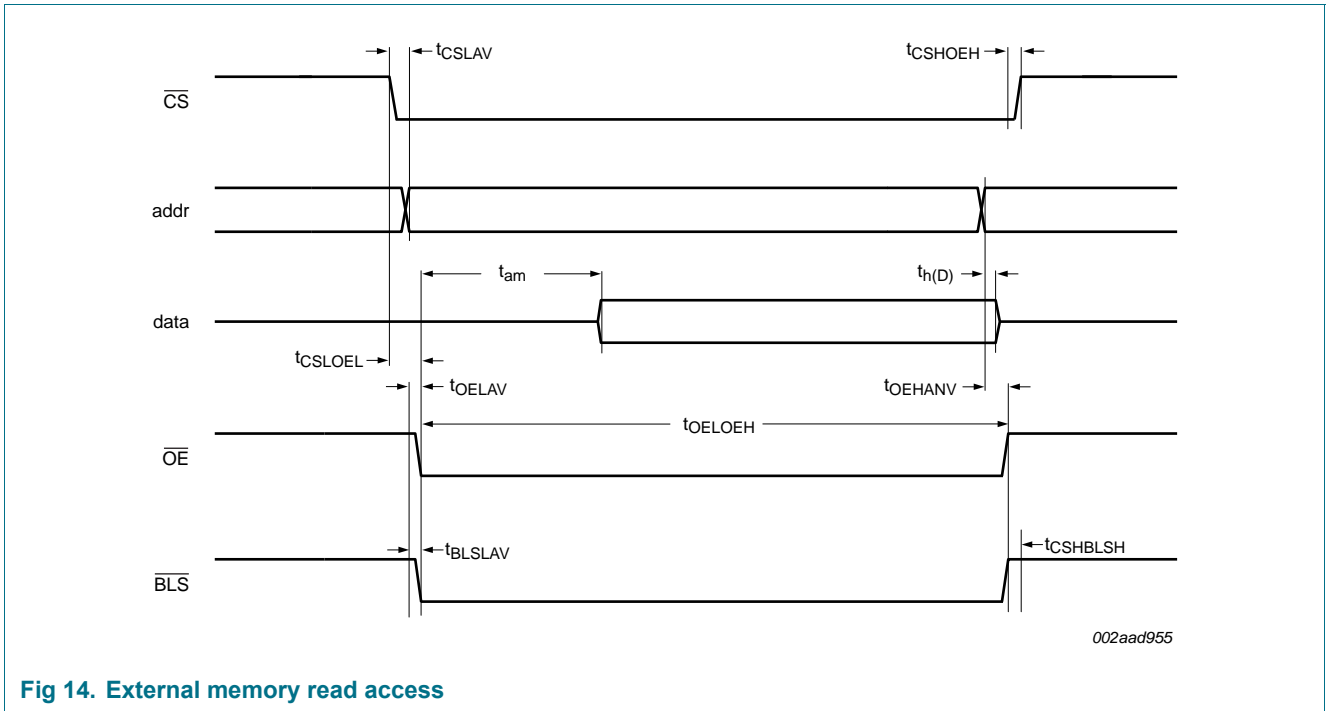 tCSLAV
tCSHOEH
CS
addr
tam
th(D)
data
tCSLOEL
tOELAV
tOEHANV
tOELOEH
OE
tBLSLAV
tCSHBLSH
BLS
002aad955
Fig 14. External memory read access